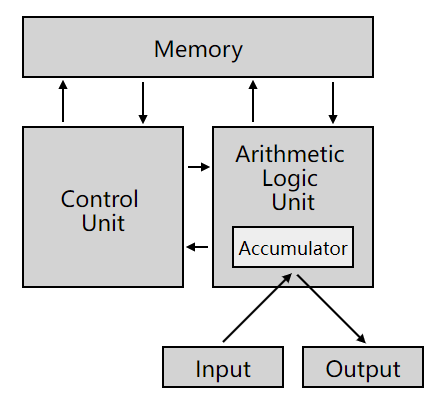 Memory
Control
Unit
Arithmetic
Logic
Unit
Accumulator
Input
Output